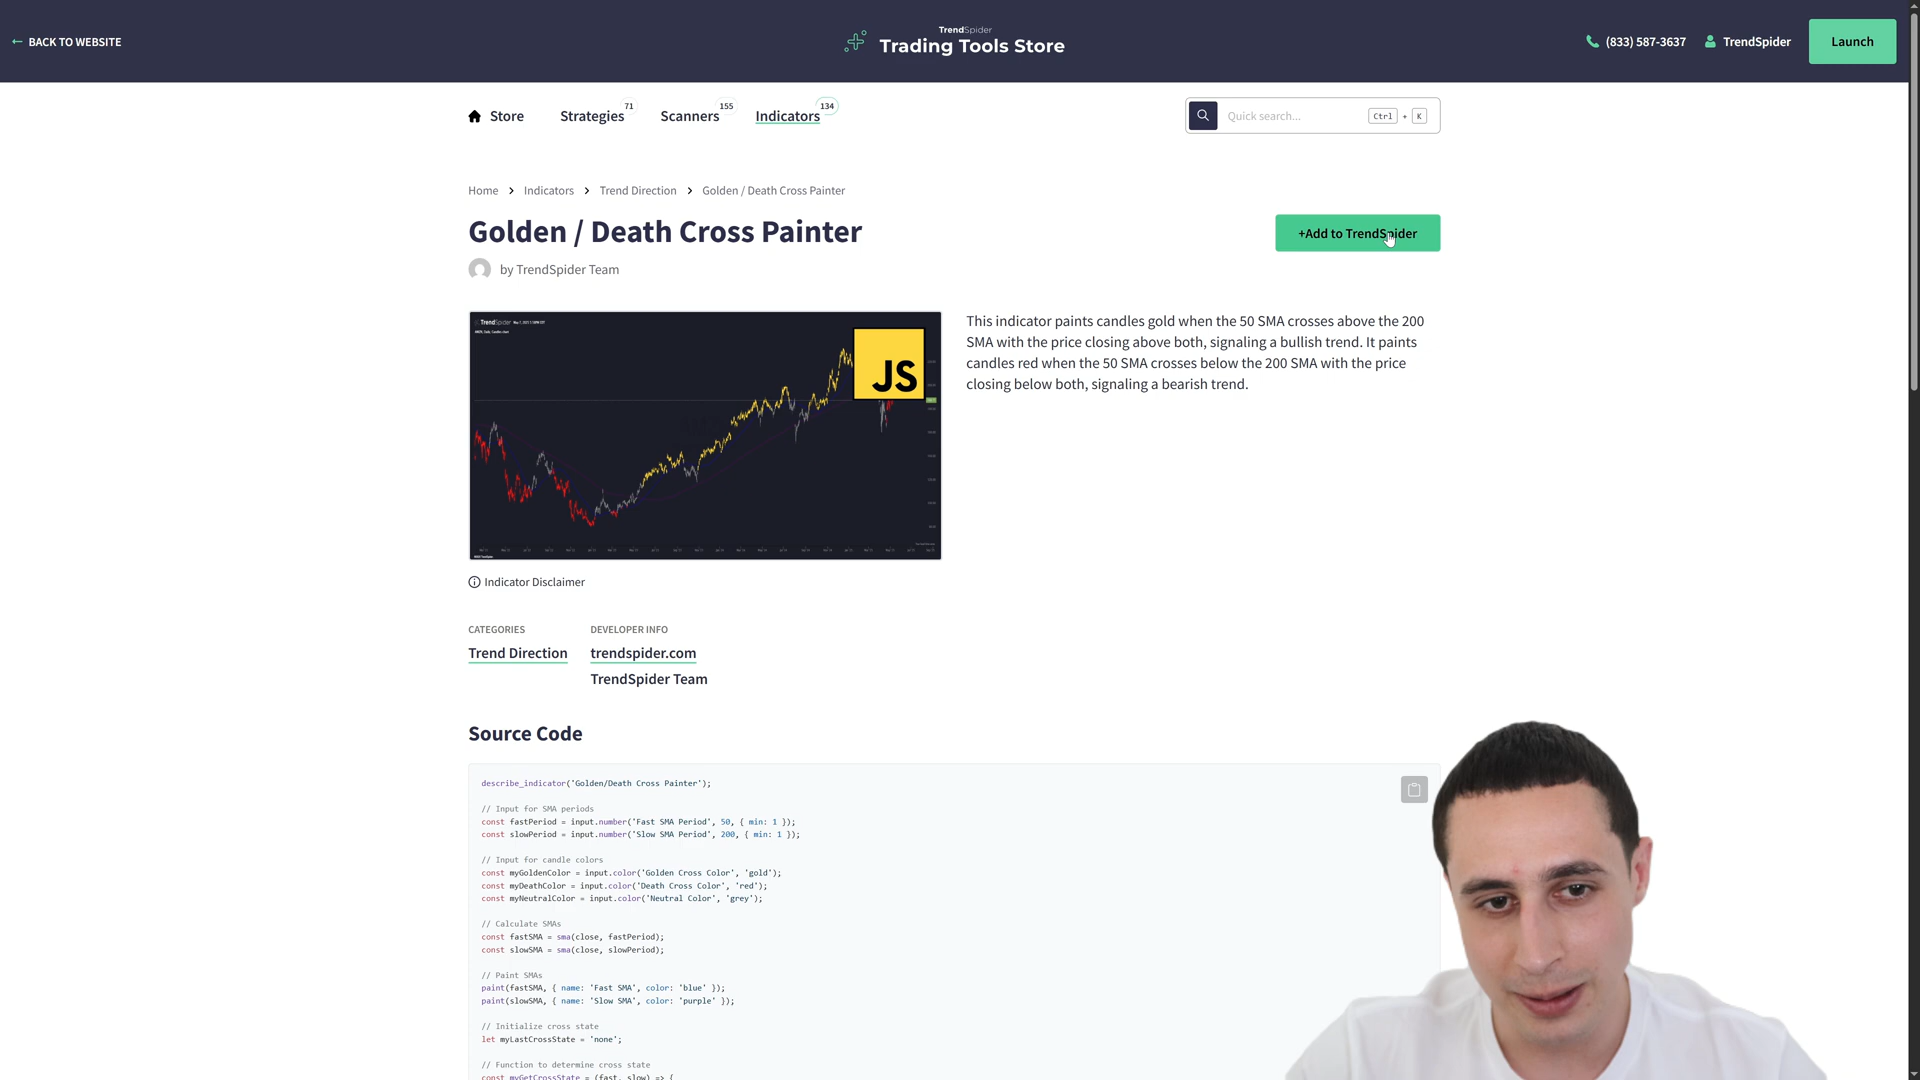 ← BACK TO WEBSITE
TrendSpider
Trading Tools Store
(833) 587-3637
TrendSpider
Launch
Store
Strategies 71
Scanners 155
Indicators 134
Quick search...
Ctrl + K
Home > Indicators > Trend Direction > Golden / Death Cross Painter
Golden / Death Cross Painter
+Add to TrendSpider
by TrendSpider Team
TrendSpider
JS
This indicator paints candles gold when the 50 SMA crosses above the 200
SMA with the price closing above both, signaling a bullish trend. It paints
candles red when the 50 SMA crosses below the 200 SMA with the price
closing below both, signaling a bearish trend.
Indicator Disclaimer
CATEGORIES
Trend Direction
DEVELOPER INFO
trendspider.com
TrendSpider Team
Source Code
describe_indicator('Golden/Death Cross Painter');
// Input for SMA periods
const fastPeriod = input.number('Fast SMA Period', 50, { min: 1 });
const slowPeriod = input.number('Slow SMA Period', 200, { min: 1 });
// Input for candle colors
const myGoldenColor = input.color('Golden Cross Color', 'gold');
const myDeathColor = input.color('Death Cross Color', 'red');
const myNeutralColor = input.color('Neutral Color', 'grey');
// Calculate SMAs
const fastSMA = sma(close, fastPeriod);
const slowSMA = sma(close, slowPeriod);
// Paint SMAs
paint(fastSMA, { name: 'Fast SMA', color: 'blue' });
paint(slowSMA, { name: 'Slow SMA', color: 'purple' });
// Initialize cross state
let myLastCrossState = 'none';
// Function to determine cross state
const myGetCrossState = (fast, slow) => {